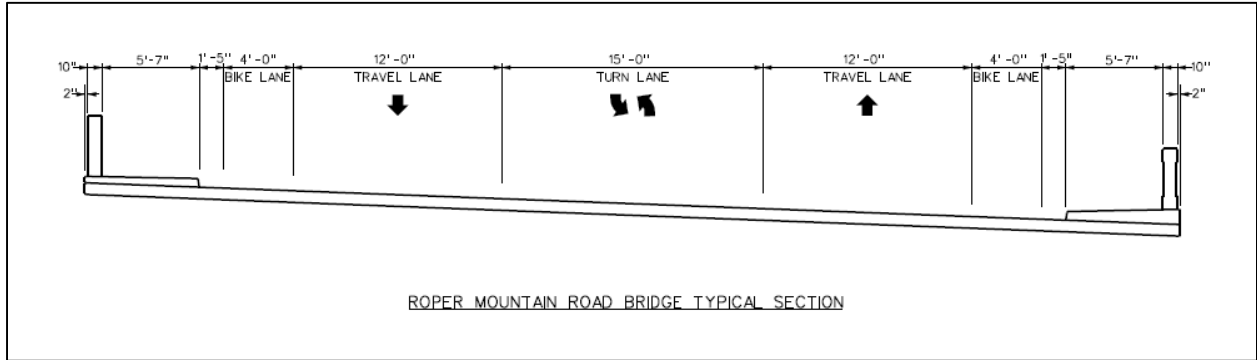 10" 5'-7" 1'-5" 4'-0" 12'-0" 15'-0" 12'-0" 4'-0" 1'-5" 5'-7" 10"
BIKE LANE TRAVEL LANE TURN LANE TRAVEL LANE BIKE LANE
2" 2"
ROPER MOUNTAIN ROAD BRIDGE TYPICAL SECTION